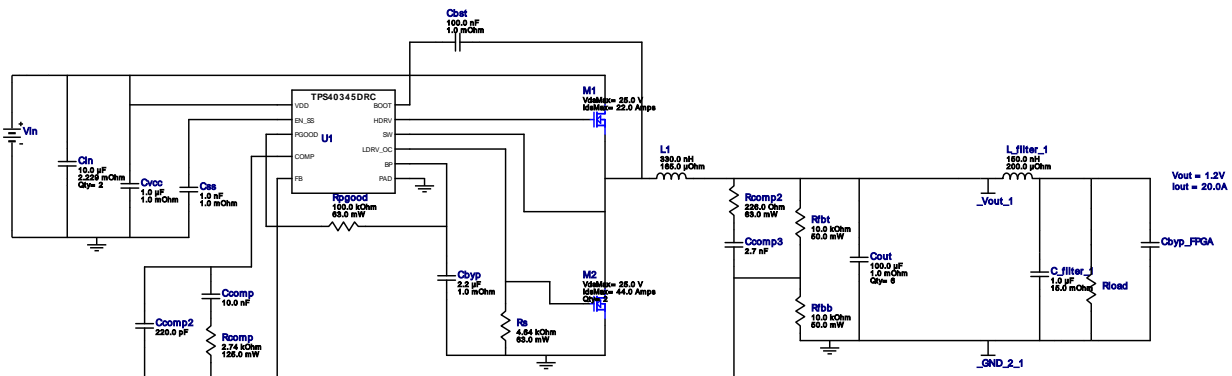 Cbst
100.0 nF
1.0 mOhm
TPS40345DRC
VDD
BOOT
EN_SS
HDRV
PGOOD
U1
SW
LDRV_OC
COMP
BP
FB
PAD
Vin
+
-
Cin
10.0 µF
2.229 mOhm
Qty= 2
Cvcc
1.0 µF
1.0 mOhm
Css
1.0 nF
1.0 mOhm
Rpgood
100.0 kOhm
63.0 mW
M1
VdsMax= 25.0 V
IdsMax= 22.0 Amps
L1
330.0 nH
165.0 µOhm
L_filter_1
150.0 nH
200.0 µOhm
Vout = 1.2V
Iout = 20.0A
Rcomp2
226.0 Ohm
63.0 mW
Rfbt
10.0 kOhm
50.0 mW
_Vout_1
Ccomp3
2.7 nF
Cout
100.0 µF
1.0 mOhm
Qty= 6
Cbyp_FPGA
C_filter_1
1.0 µF
15.0 mOhm
Rload
Ccomp
10.0 nF
Cbyp
2.2 µF
1.0 mOhm
M2
VdsMax= 25.0 V
IdsMax= 44.0 Amps
Qty= 2
Rfbb
10.0 kOhm
50.0 mW
Ccomp2
220.0 pF
Rcomp
2.74 kOhm
125.0 mW
Rs
4.64 kOhm
63.0 mW
_GND_2_1